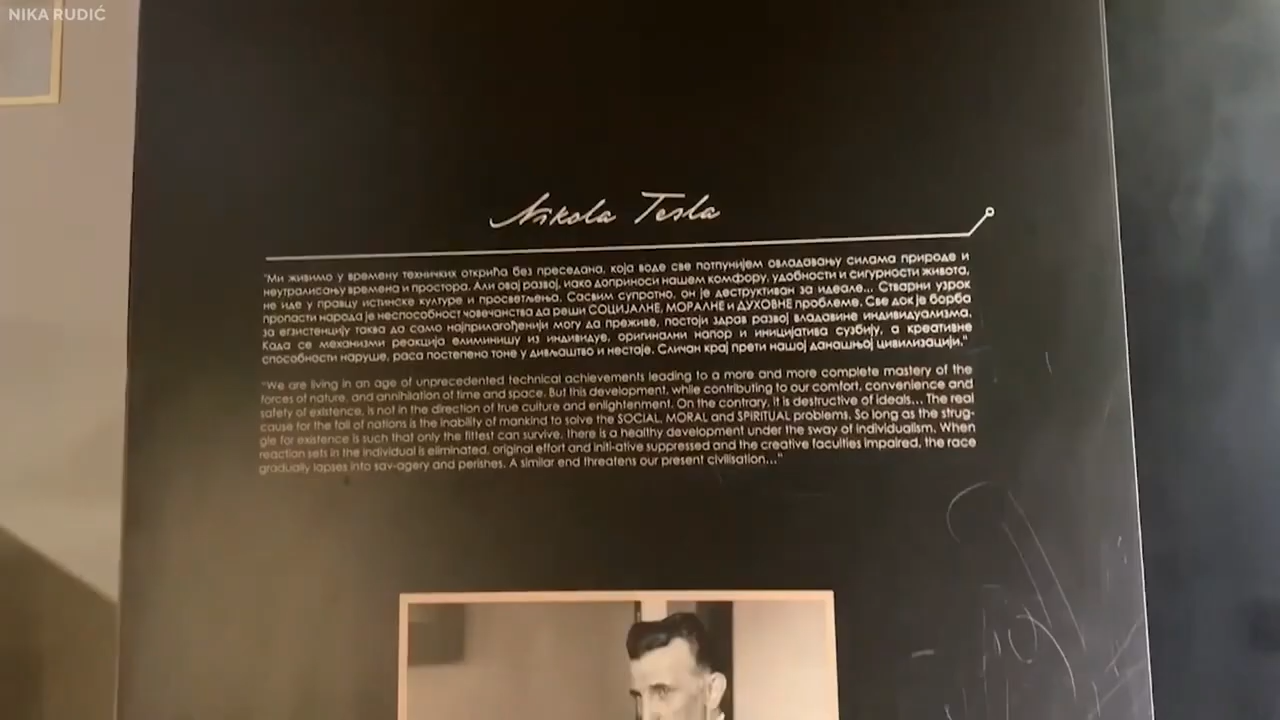 NIKA RUDIĆ
Nikola Tesla
"Ми живимо у времену техничких открића без преседана, која воде све потпунијем овладавању силама природе и
неутралисању времена и простора. Али овај развој, иако доприноси нашем комфору, удобности и сигурности живота,
не иде у правцу истинске културе и просветљења. Сасвим супротно, он је деструктиван за идеале... Стварни узрок
пропасти народа је неспособност човечанства да реши СОЦИЈАЛНЕ, МОРАЛНЕ и ДУХОВНЕ проблеме. Све док је борба
за егзистенцију таква да само најприлагођенији могу да преживе, постоји здрав развој владавине индивидуализма.
Када се механизми реакција елиминишу из индивидуе, оригинални напор и иницијатива сузбију, а креативне
способности наруше, раса постепено тоне у дивљаштво и нестаје. Сличан крај прети нашој данашњој цивилизацији."
"We are living in an age of unprecedented technical achievements leading to a more and more complete mastery of the
forces of nature, and annihilation of time and space. But this development, while contributing to our comfort, convenience and
safety of existence, is not in the direction of true culture and enlightenment. On the contrary, it is destructive of ideals... The real
cause for the fall of nations is the inability of mankind to solve the SOCIAL, MORAL and SPIRITUAL problems. So long as the strug-
gle for existence is such that only the fittest can survive, there is a healthy development under the sway of individualism. When
reaction sets in the individual is eliminated, original effort and initi-ative suppressed and the creative faculties impaired, the race
gradually lapses into sav-agery and perishes. A similar end threatens our present civilisation..."